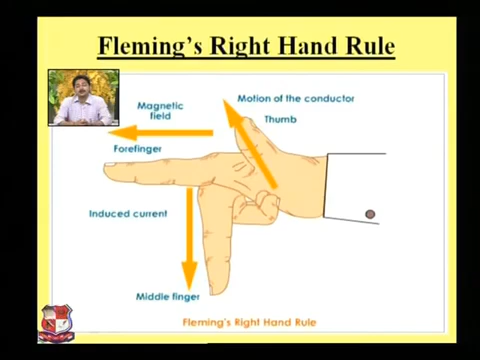 Fleming's Right Hand Rule
Motion of the conductor
Magnetic
field
Thumb
Forefinger
Induced current
Middle finger
Fleming's Right Hand Rule